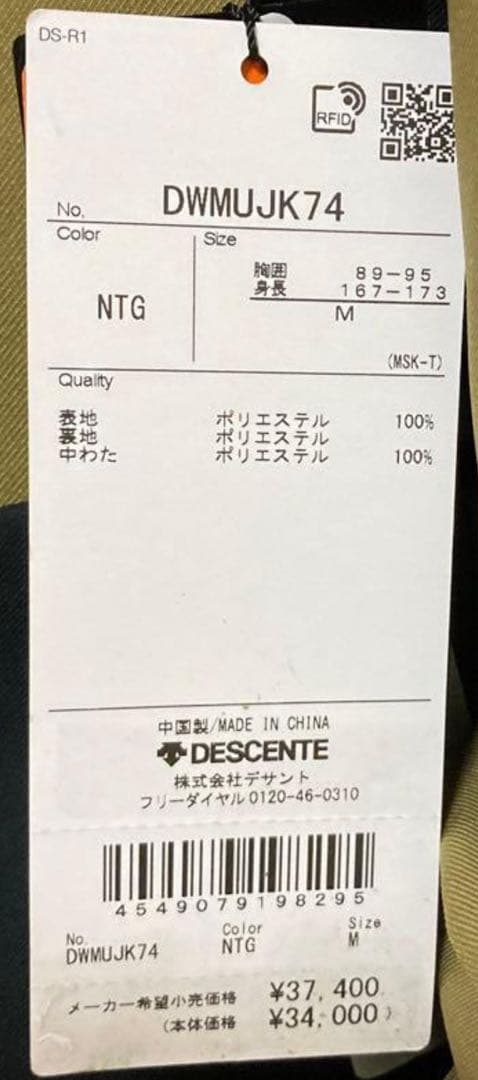 DS-R1
RFID
No. DWMUJK74
Color Size
胸囲 89-95
身長 167-173
NTG M
(MSK-T)
Quality
表地 ポリエステル 100%
裏地 ポリエステル
中わた ポリエステル 100%
中国製/MADE IN CHINA
DESCENTE
株式会社デサント
フリーダイヤル0120-46-0310
4549079198295
No. Color Size
DWMUJK74 NTG M
メーカー希望小売価格 ¥37,400
(本体価格 ¥34,000)